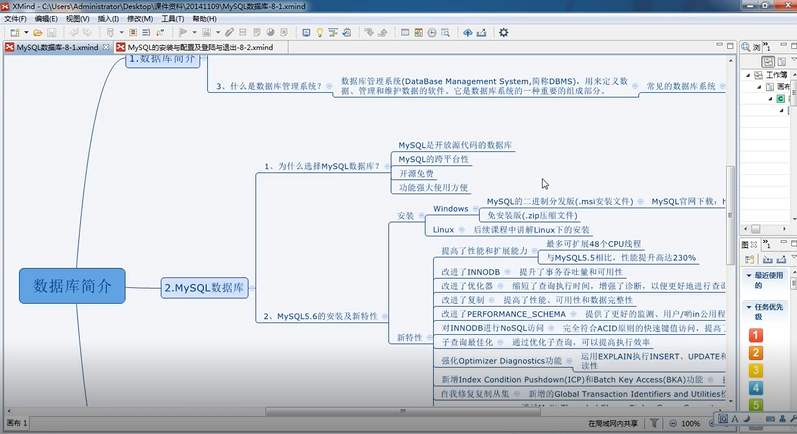 XMind - C:\Users\Administrator\Desktop\课件资料\20141109\MySQL数据库-8-1.xmind
文件(F) 编辑(E) 视图(V) 插入(I) 修改(M) 工具(T) 帮助(H)
MySQL数据库-8-1.xmind
MySQL的安装与配置及登陆与退出-8-2.xmind
1.数据库简介
3、什么是数据库管理系统?
数据库管理系统(DataBase Management System,简称DBMS)，用来定义数
据、管理和维护数据的软件。它是数据库系统的一种重要的组成部分。
常见的数据库系统
数据库简介
2.MySQL数据库
1、为什么选择MySQL数据库?
MySQL是开放源代码的数据库
MySQL的跨平台性
开源免费
功能强大使用方便
2、MySQL5.6的安装及新特性
安装
Windows
MySQL的二进制分发版(.msi安装文件)
MySQL官网下载：
免安装版(.zip压缩文件)
Linux
后续课程中讲解Linux下的安装
新特性
提高了性能和扩展能力
最多可扩展48个CPU线程
与MySQL5.5相比，性能提升高达230%
改进了INNODB
提升了事务吞吐量和可用性
改进了优化器
缩短了查询执行时间，增强了诊断，以便更好地进行查询
改进了复制
提高了性能、可用性和数据完整性
改进了PERFORMANCE_SCHEMA
提供了更好的监测、用户/哟in公用程
对INNODB进行NoSQL访问
完全符合ACID原则的快速键值访问，提高了
子查询最佳化
通过优化子查询，可以提高执行效率
强化Optimizer Diagnostics功能
运用EXPLAIN执行INSERT、UPDATE和
读性
新增Index Condition Pushdown(ICP)和Batch Key Access(BKA)功能
自我修复复制丛集
新增的Global Transaction Identifiers and Utilities
工作簿
画布
最近使用
的
任务优先
级
1
2
3
4
5
画布 1
在局域网内共享
100%